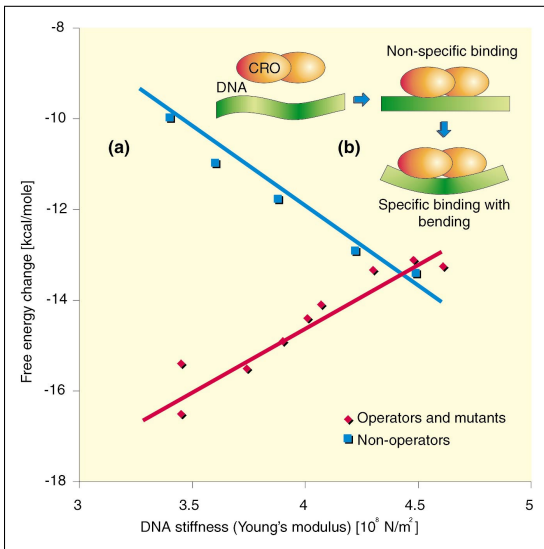 -8
-10
-12
-14
-16
-18
Free energy change [kcal/mole]
3
3.5
4
4.5
5
DNA stiffness (Young's modulus) [10⁸ N/m²]
(a)
CRO
DNA
Non-specific binding
(b)
Specific binding with
bending
Operators and mutants
Non-operators